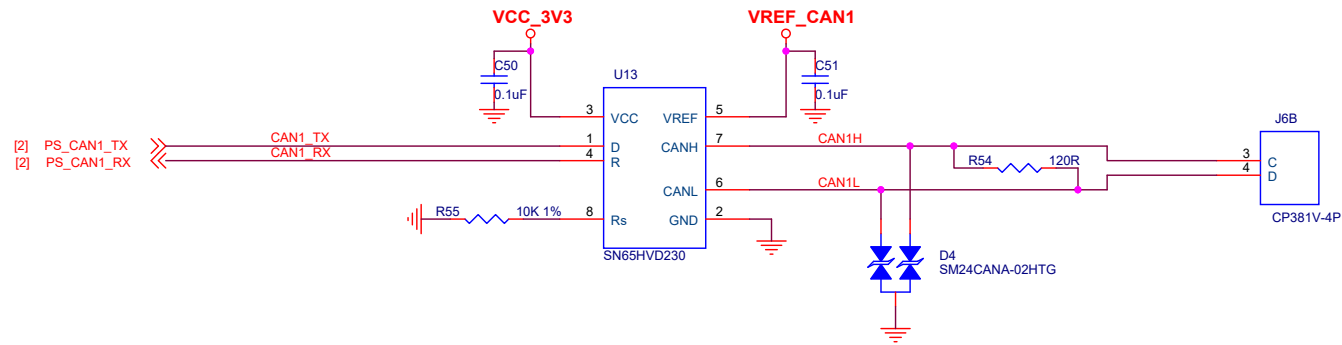 VCC_3V3
VREF_CAN1
C50
0.1uF
C51
0.1uF
U13
3
VCC
VREF
5
[2] PS_CAN1_TX
CAN1_TX
1
D
CANH
7
CAN1H
[2] PS_CAN1_RX
CAN1_RX
4
R
R54
120R
J6B
3
C
4
D
CP381V-4P
CANL
6
CAN1L
R55
10K 1%
8
Rs
GND
2
SN65HVD230
D4
SM24CANA-02HTG